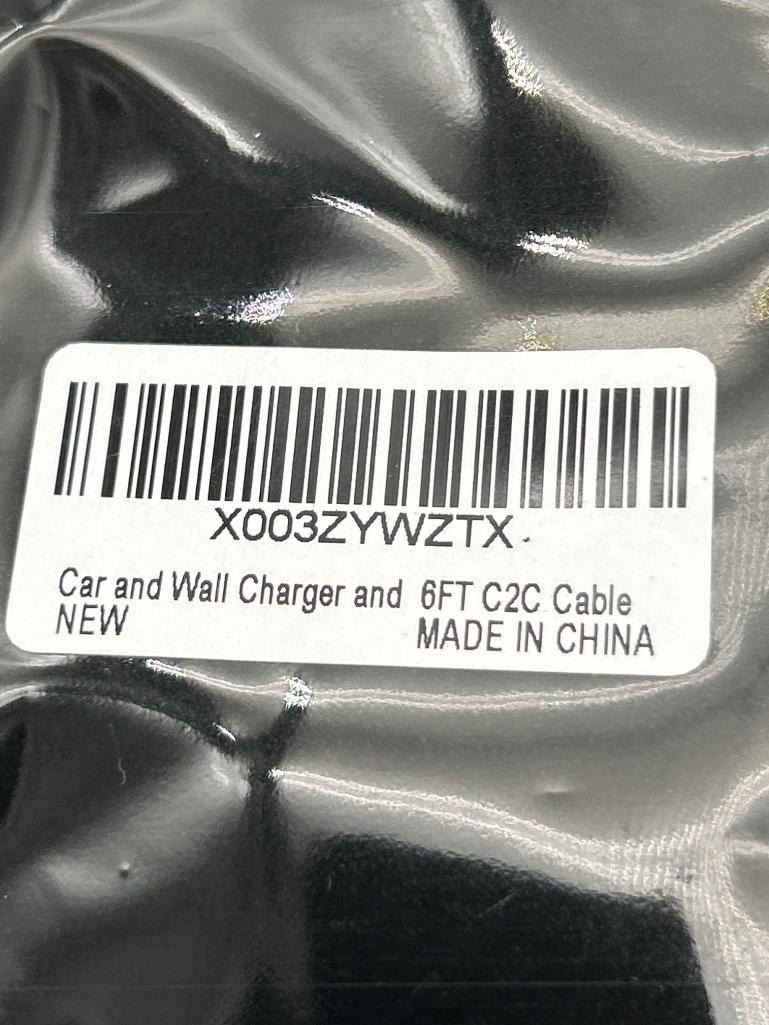 X003ZYWZTX
Car and Wall Charger and 6FT C2C Cable
NEW MADE IN CHINA